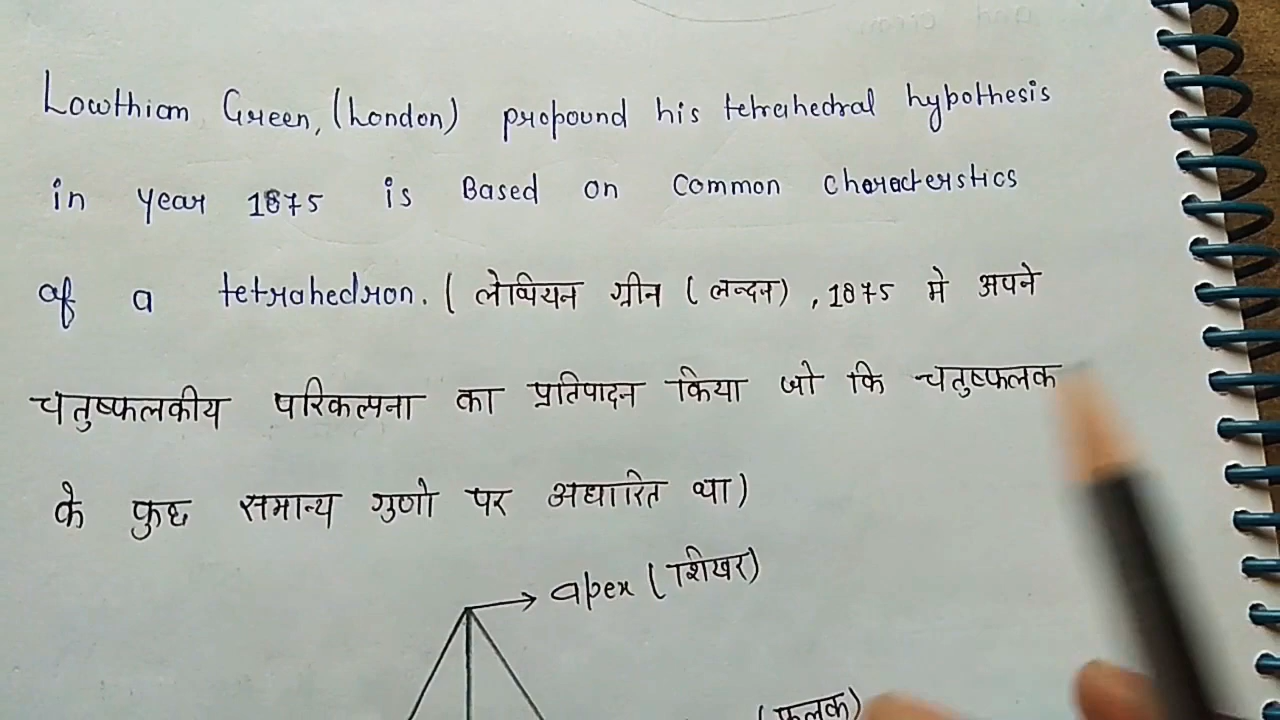 Lowthian Green, (London) propound his tetrahedral hypothesis
in year 1875 is Based on common characterstics
of a tetrahedron. ( लोथियन ग्रीन ( लन्दन) , 1875 मे अपने
चतुष्फलकीय परिकल्पना का प्रतिपादन किया जो कि चतुष्फलक
के कुछ समान्य गुणो पर अधारित था)
apex ( शिखर)
(फलक)